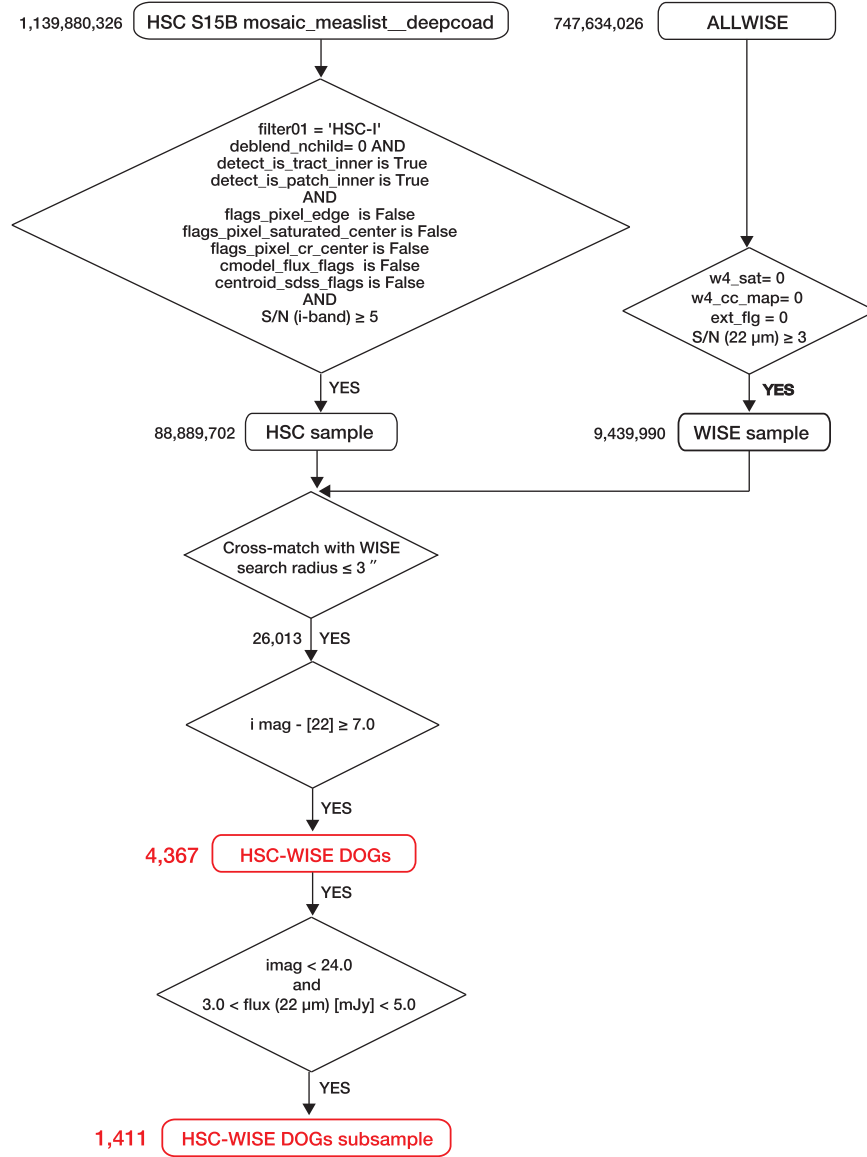 1,139,880,326
HSC S15B mosaic_measlist__deepcoad
747,634,026
ALLWISE
filter01 = 'HSC-I'
deblend_nchild= 0 AND
detect_is_tract_inner is True
detect_is_patch_inner is True
AND
flags_pixel_edge is False
flags_pixel_saturated_center is False
flags_pixel_cr_center is False
cmodel_flux_flags is False
centroid_sdss_flags is False
AND
S/N (i-band) ≥ 5
w4_sat= 0
w4_cc_map= 0
ext_flg = 0
S/N (22 μm) ≥ 3
YES
YES
88,889,702
HSC sample
9,439,990
WISE sample
Cross-match with WISE
search radius ≤ 3 ″
26,013
YES
i mag - [22] ≥ 7.0
YES
4,367
HSC-WISE DOGs
YES
imag < 24.0
and
3.0 < flux (22 μm) [mJy] < 5.0
YES
1,411
HSC-WISE DOGs subsample